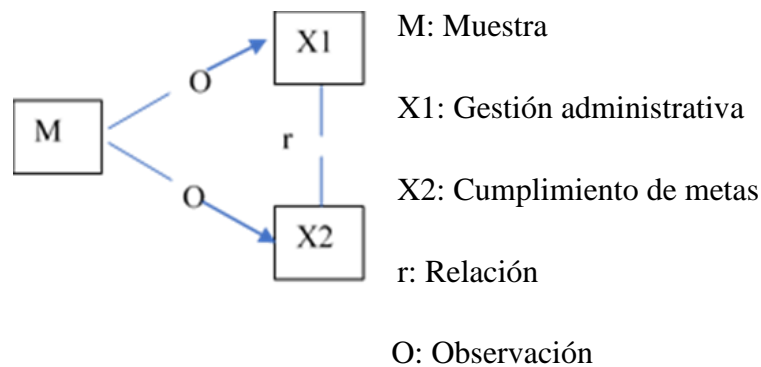 X1
M: Muestra
O
X1: Gestión administrativa
M
r
X2: Cumplimiento de metas
O
X2
r: Relación
O: Observación